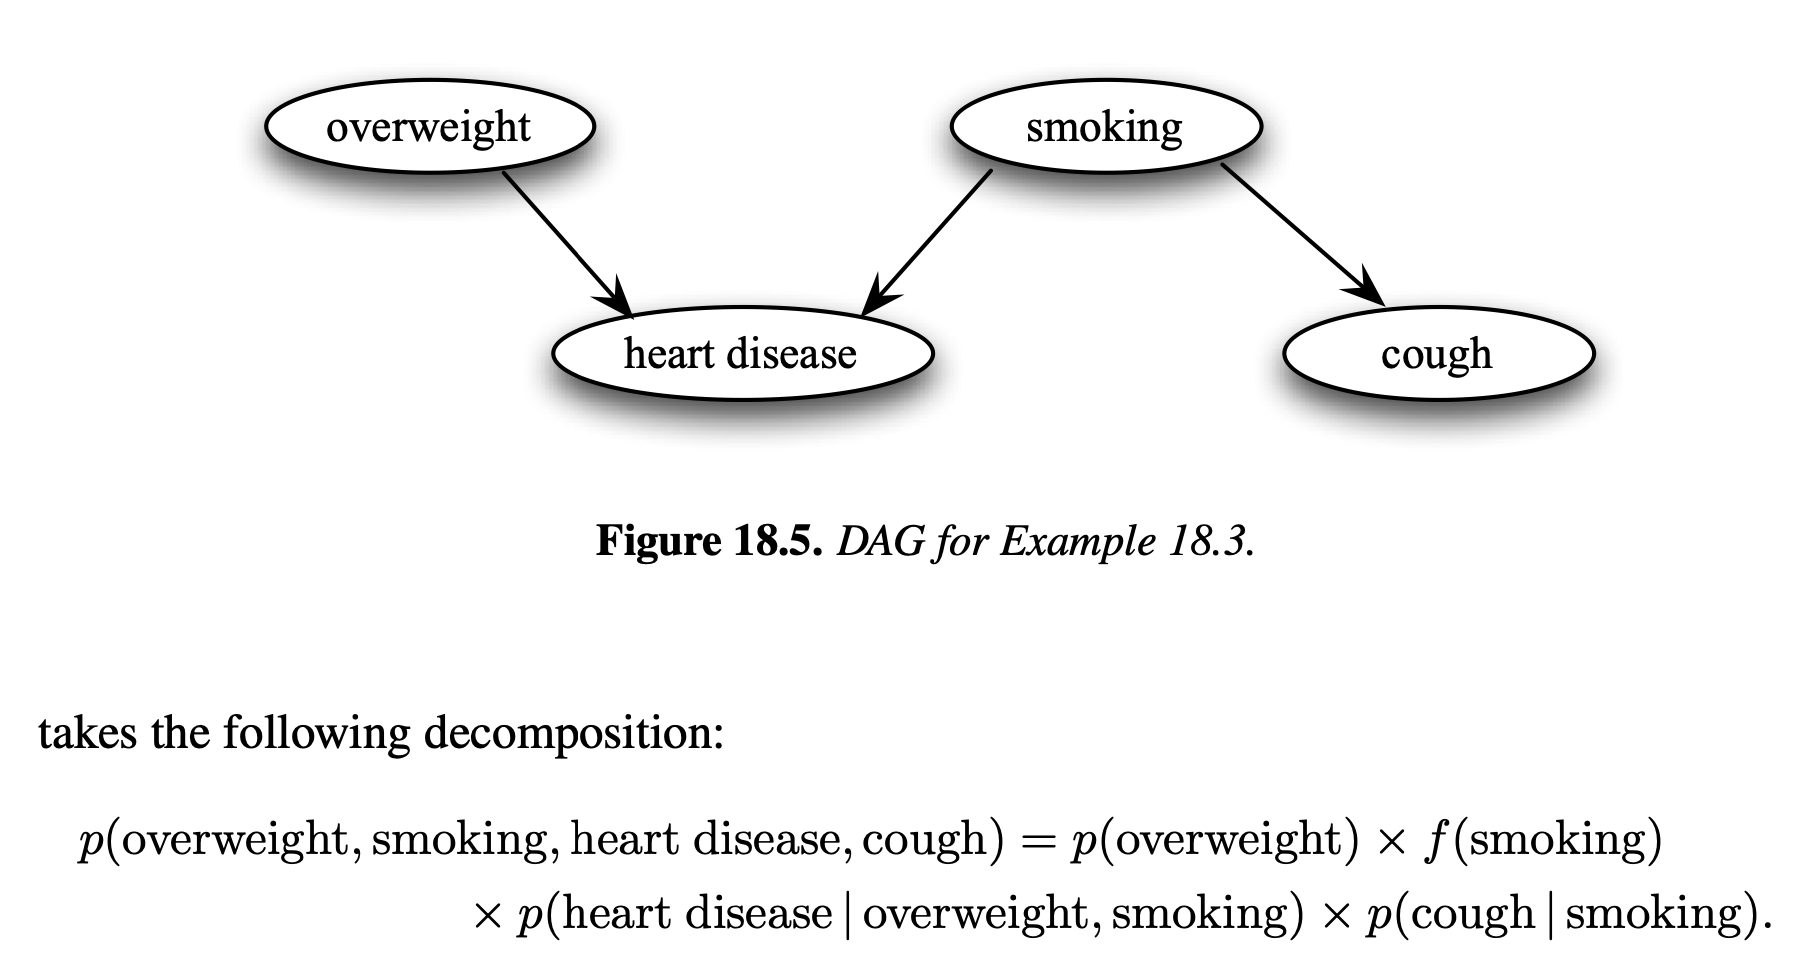 overweight
smoking
heart disease
cough
Figure 18.5. DAG for Example 18.3.
takes the following decomposition:
p(overweight, smoking, heart disease, cough) = p(overweight) × f(smoking)
× p(heart disease | overweight, smoking) × p(cough | smoking).